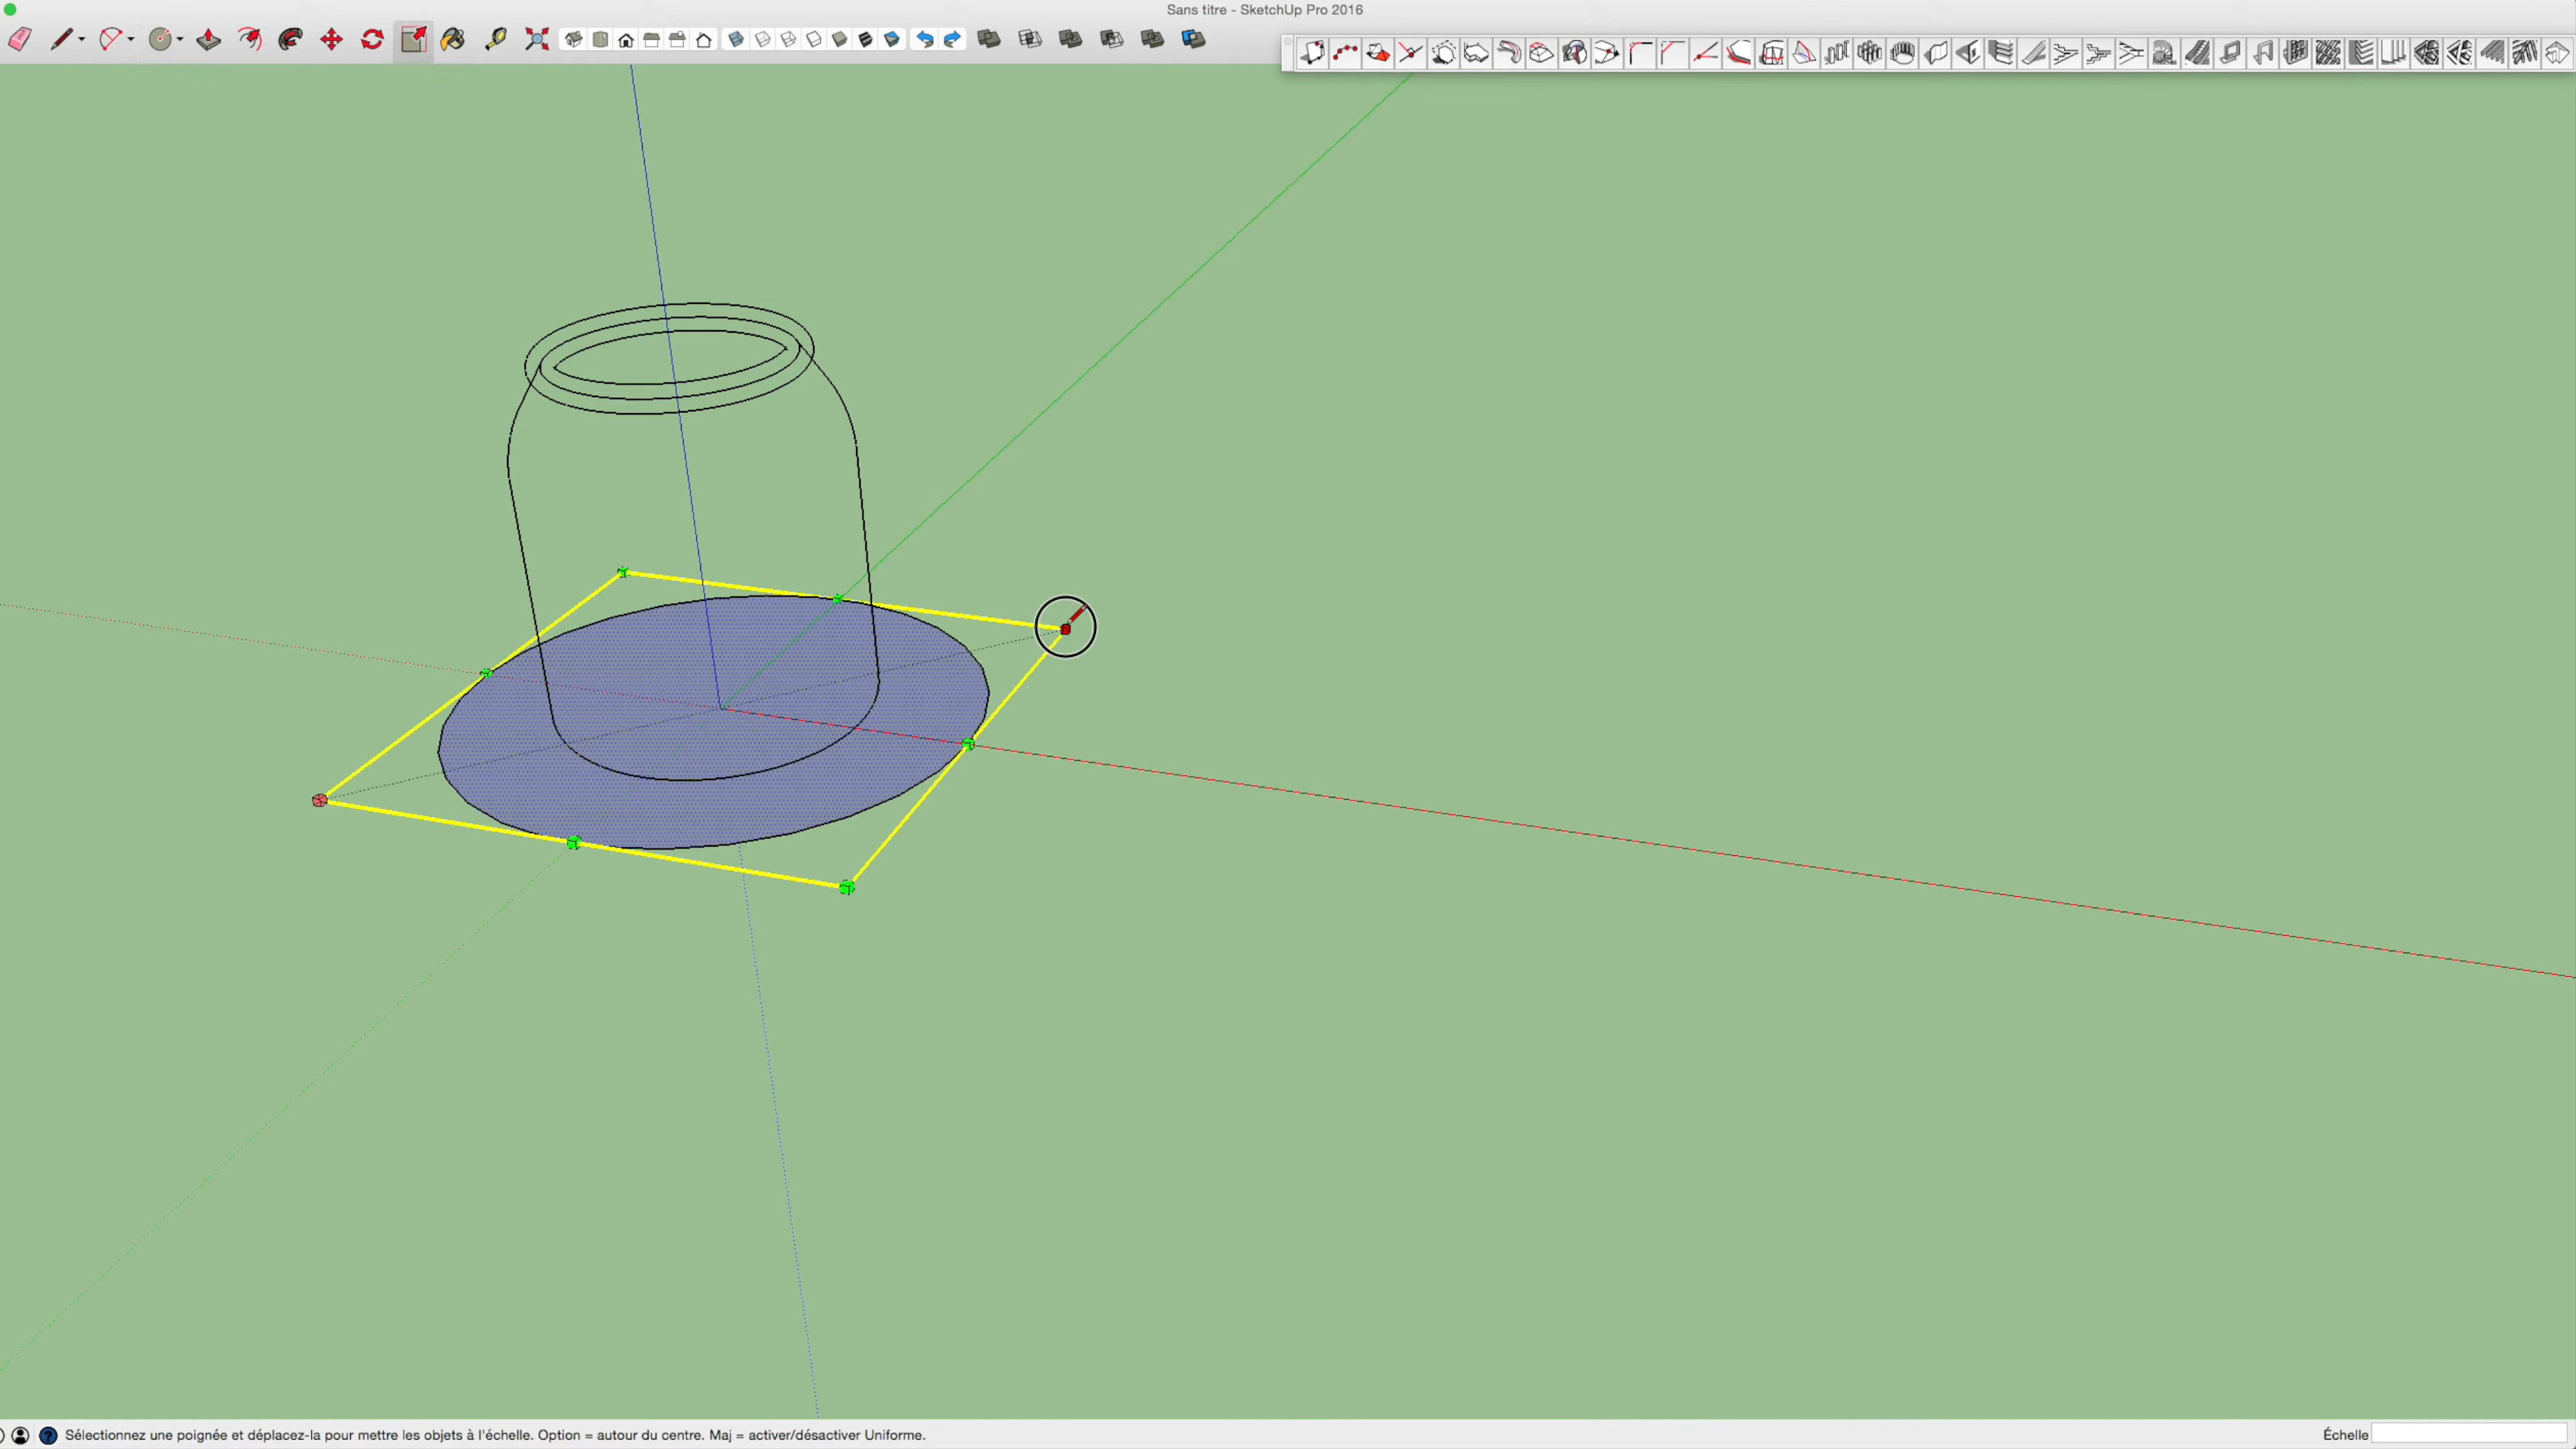 Sans titre - SketchUp Pro 2016
Sélectionnez une poignée et déplacez-la pour mettre les objets à l'échelle. Option = autour du centre. Maj = activer/désactiver Uniforme.
Échelle